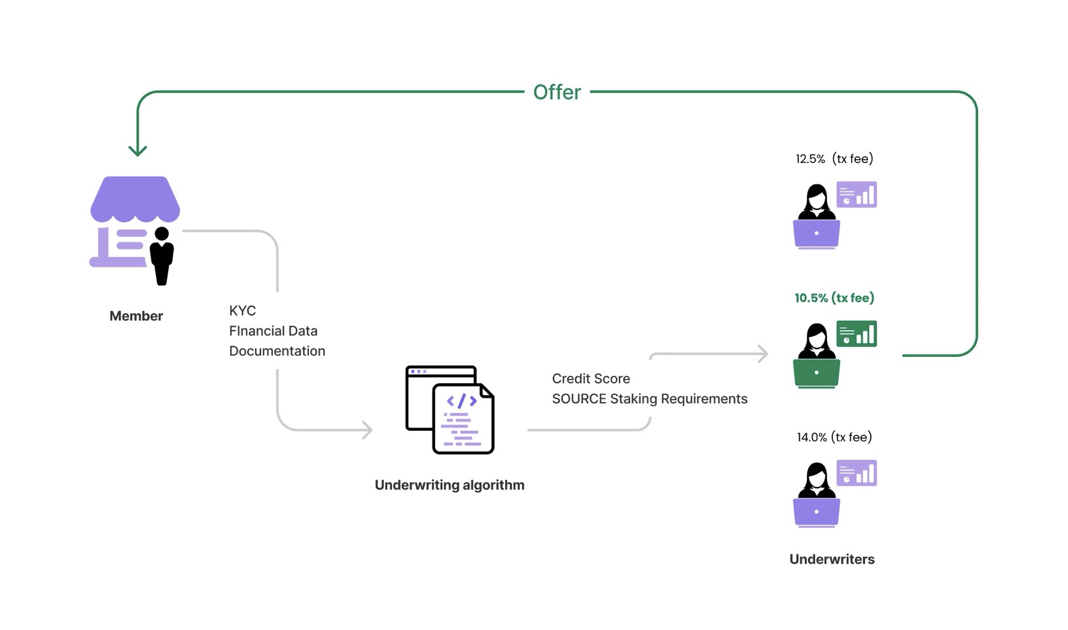 Offer
12.5% (tx fee)
10.5% (tx fee)
Member
KYC
FInancial Data
Documentation
Credit Score
SOURCE Staking Requirements
14.0% (tx fee)
</>
Underwriting algorithm
Underwriters